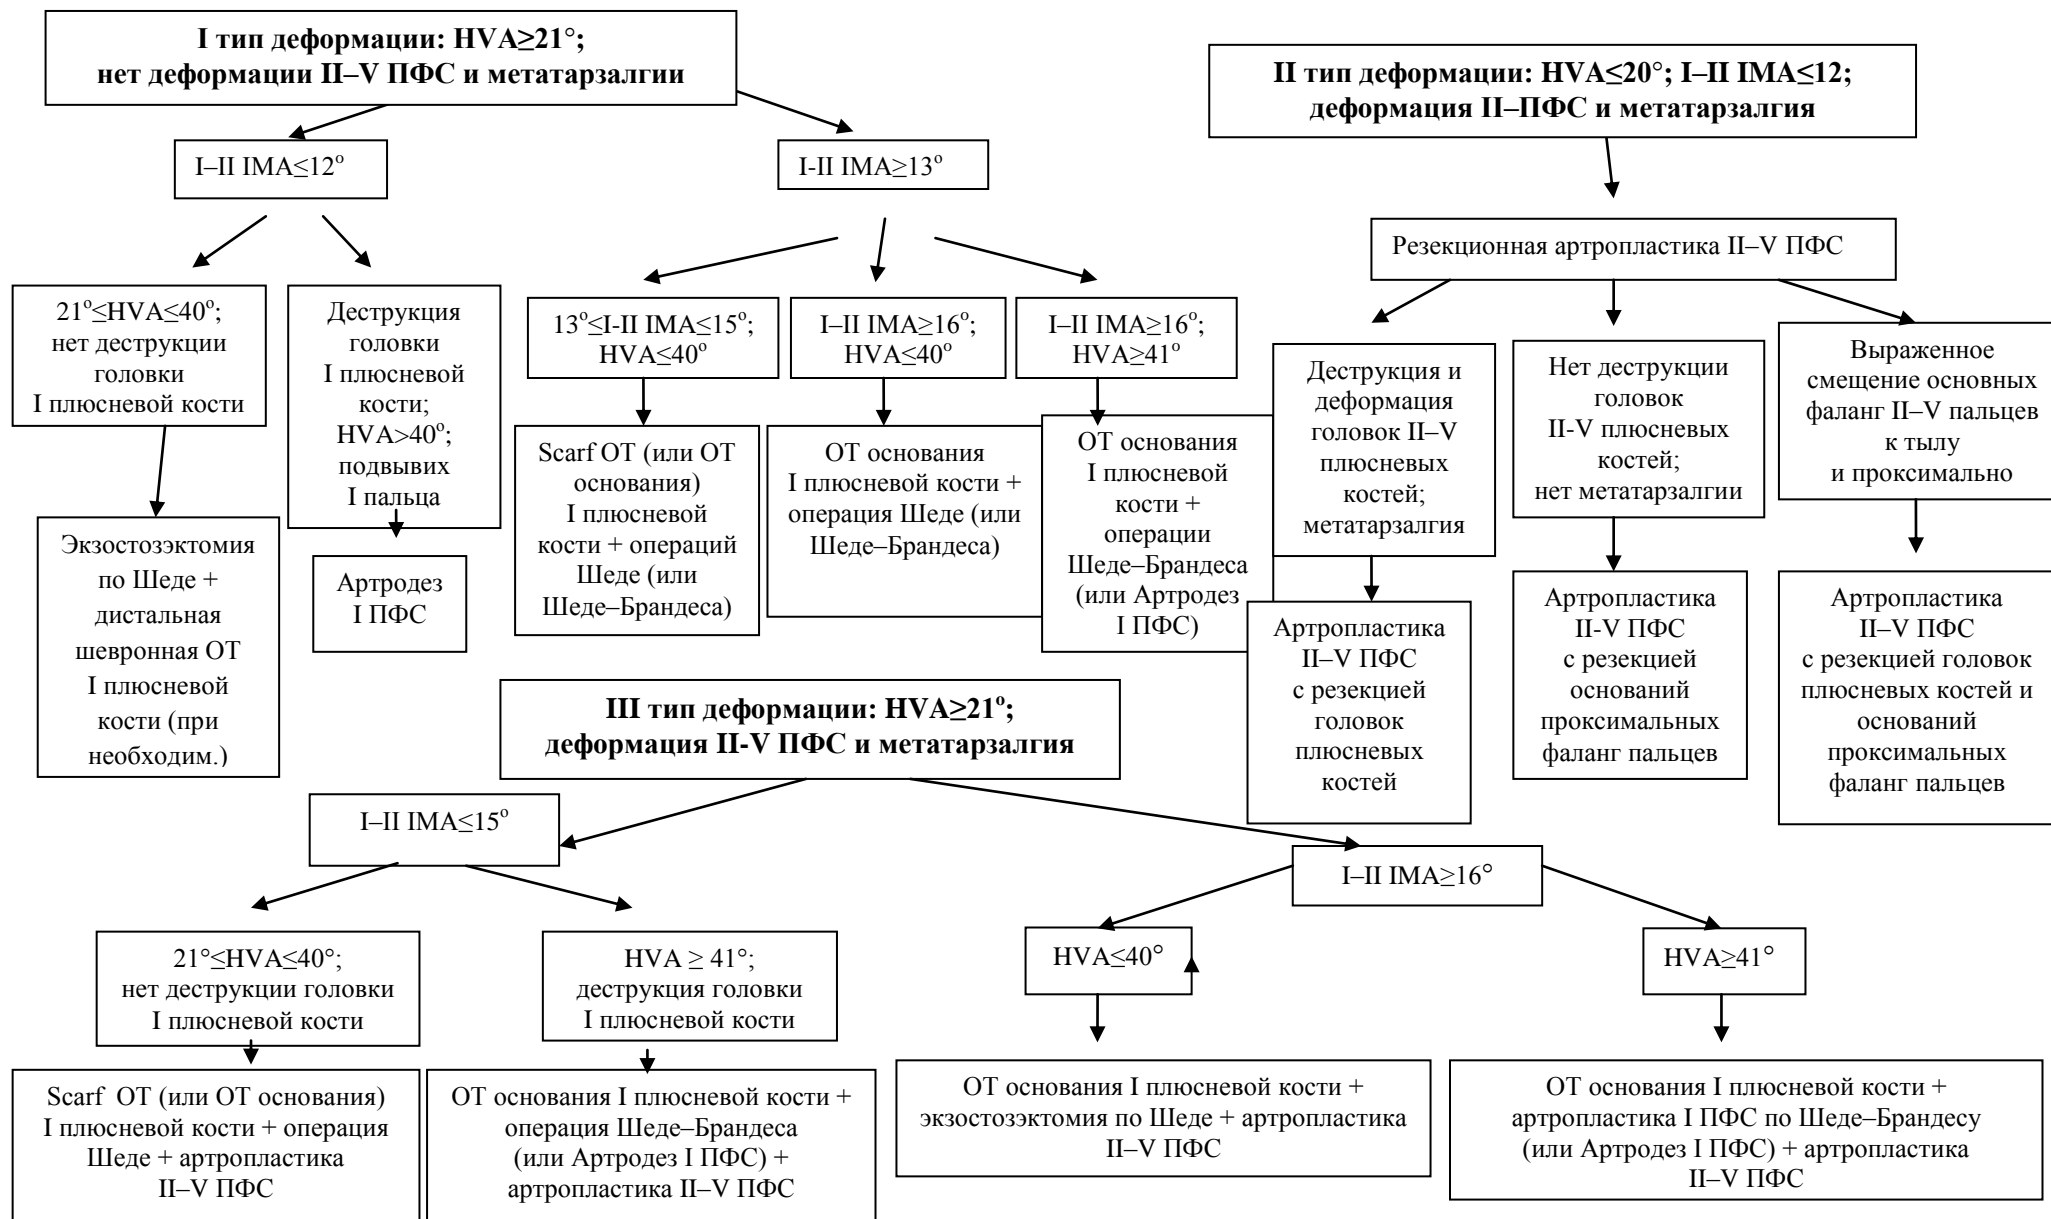 I тип деформации: HVA≥21°;
нет деформации II–V ПФС и метатарзалгии
II тип деформации: HVA≤20°; I–II IMA≤12;
деформация II–ПФС и метатарзалгия
I–II IMA≤12°
I-II IMA≥13°
Резекционная артропластика II–V ПФС
21°≤HVA≤40°;
нет деструкции
головки
I плюсневой кости
Деструкция
головки
I плюсневой
кости;
HVA>40°;
подвывих
I пальца
13°≤I-II IMA≤15°;
HVA≤40°
I–II IMA≥16°;
HVA≤40°
I–II IMA≥16°;
HVA≥41°
Деструкция и
деформация
головок II–V
плюсневых
костей;
метатарзалгия
Нет деструкции
головок
II-V плюсневых
костей;
нет метатарзалгии
Выраженное
смещение основных
фаланг II–V пальцев
к тылу
и проксимально
Экзостозэктомия
по Шеде +
дистальная
шевронная ОТ
I плюсневой
кости (при
необходим.)
Артродез
I ПФС
Scarf ОТ (или ОТ
основания)
I плюсневой
кости + операций
Шеде (или
Шеде–Брандеса)
ОТ основания
I плюсневой кости +
операция Шеде (или
Шеде–Брандеса)
ОТ основания
I плюсневой
кости +
операции
Шеде–Брандеса
(или Артродез
I ПФС)
Артропластика
II–V ПФС
с резекцией
головок
плюсневых
костей
Артропластика
II-V ПФС
с резекцией
оснований
проксимальных
фаланг пальцев
Артропластика
II–V ПФС
с резекцией головок
плюсневых костей и
оснований
проксимальных
фаланг пальцев
III тип деформации: HVA≥21°;
деформация II-V ПФС и метатарзалгия
I–II IMA≤15°
I–II IMA≥16°
21°≤HVA≤40°;
нет деструкции головки
I плюсневой кости
HVA ≥ 41°;
деструкция головки
I плюсневой кости
HVA≤40°
HVA≥41°
Scarf ОТ (или ОТ основания)
I плюсневой кости + операция
Шеде + артропластика
II–V ПФС
ОТ основания I плюсневой кости +
операция Шеде–Брандеса
(или Артродез I ПФС) +
артропластика II–V ПФС
ОТ основания I плюсневой кости +
экзостозэктомия по Шеде + артропластика
II–V ПФС
ОТ основания I плюсневой кости +
артропластика I ПФС по Шеде–Брандесу
(или Артродез I ПФС) + артропластика
II–V ПФС